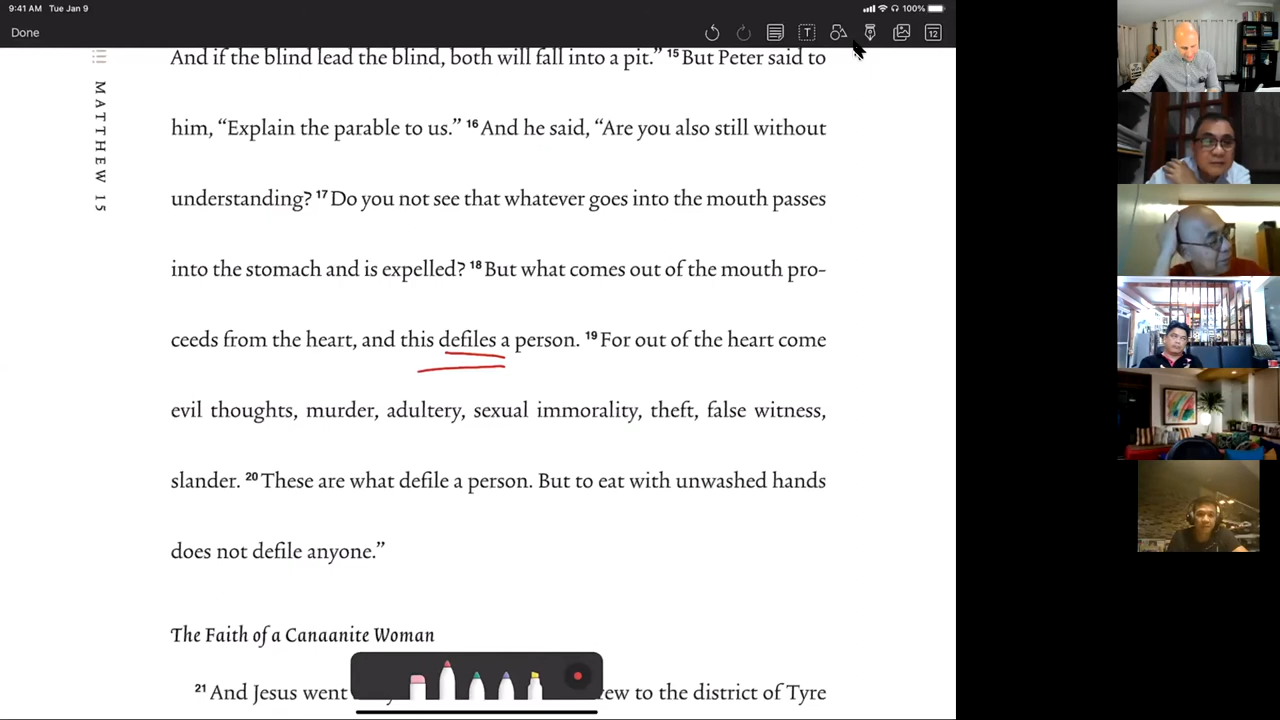 9:41 AM Tue Jan 9
100%
Done
T
12
MATTHEW 15
And if the blind lead the blind, both will fall into a pit.” 15 But Peter said to
him, “Explain the parable to us.” 16 And he said, “Are you also still without
understanding? 17 Do you not see that whatever goes into the mouth passes
into the stomach and is expelled? 18 But what comes out of the mouth pro-
ceeds from the heart, and this defiles a person. 19 For out of the heart come
evil thoughts, murder, adultery, sexual immorality, theft, false witness,
slander. 20 These are what defile a person. But to eat with unwashed hands
does not defile anyone.”
The Faith of a Canaanite Woman
21 And Jesus went to the district of Tyre